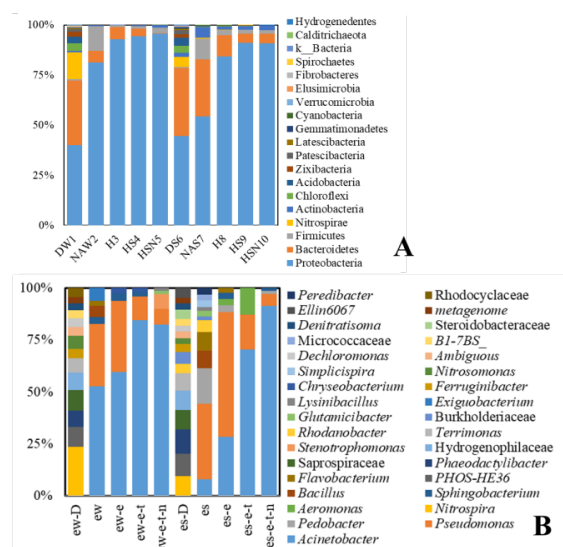 100%
75%
50%
25%
0%
DW1
NAW2
H3
HS4
HSN5
DS6
NAS7
H8
HS9
HSN10
Hydrogenedentes
Calditrichaeota
k__Bacteria
Spirochaetes
Fibrobacteres
Elusimicrobia
Verrucomicrobia
Cyanobacteria
Gemmatimonadetes
Latescibacteria
Patescibacteria
Zixibacteria
Acidobacteria
Chloroflexi
Actinobacteria
Nitrospirae
Firmicutes
Bacteroidetes
Proteobacteria
A
100%
75%
50%
25%
0%
ew-D
ew
ew-e
ew-e-t
ew-e-t-n
es-D
es
es-e
es-e-t
es-e-t-n
Peredibacter
Ellin6067
Denitratisoma
Micrococcaceae
Dechloromonas
Simplicispira
Chryseobacterium
Lysinibacillus
Glutamicibacter
Rhodanobacter
Stenotrophomonas
Saprospiraceae
Flavobacterium
Bacillus
Aeromonas
Pedobacter
Acinetobacter
Rhodocyclaceae
metagenome
Steroidobacteraceae
B1-7BS_
Ambiguous
Nitrosomonas
Ferruginibacter
Exiguobacterium
Burkholderiaceae
Terrimonas
Hydrogenophilaceae
Phaeodactylibacter
PHOS-HE36
Sphingobacterium
Nitrospira
Pseudomonas
B